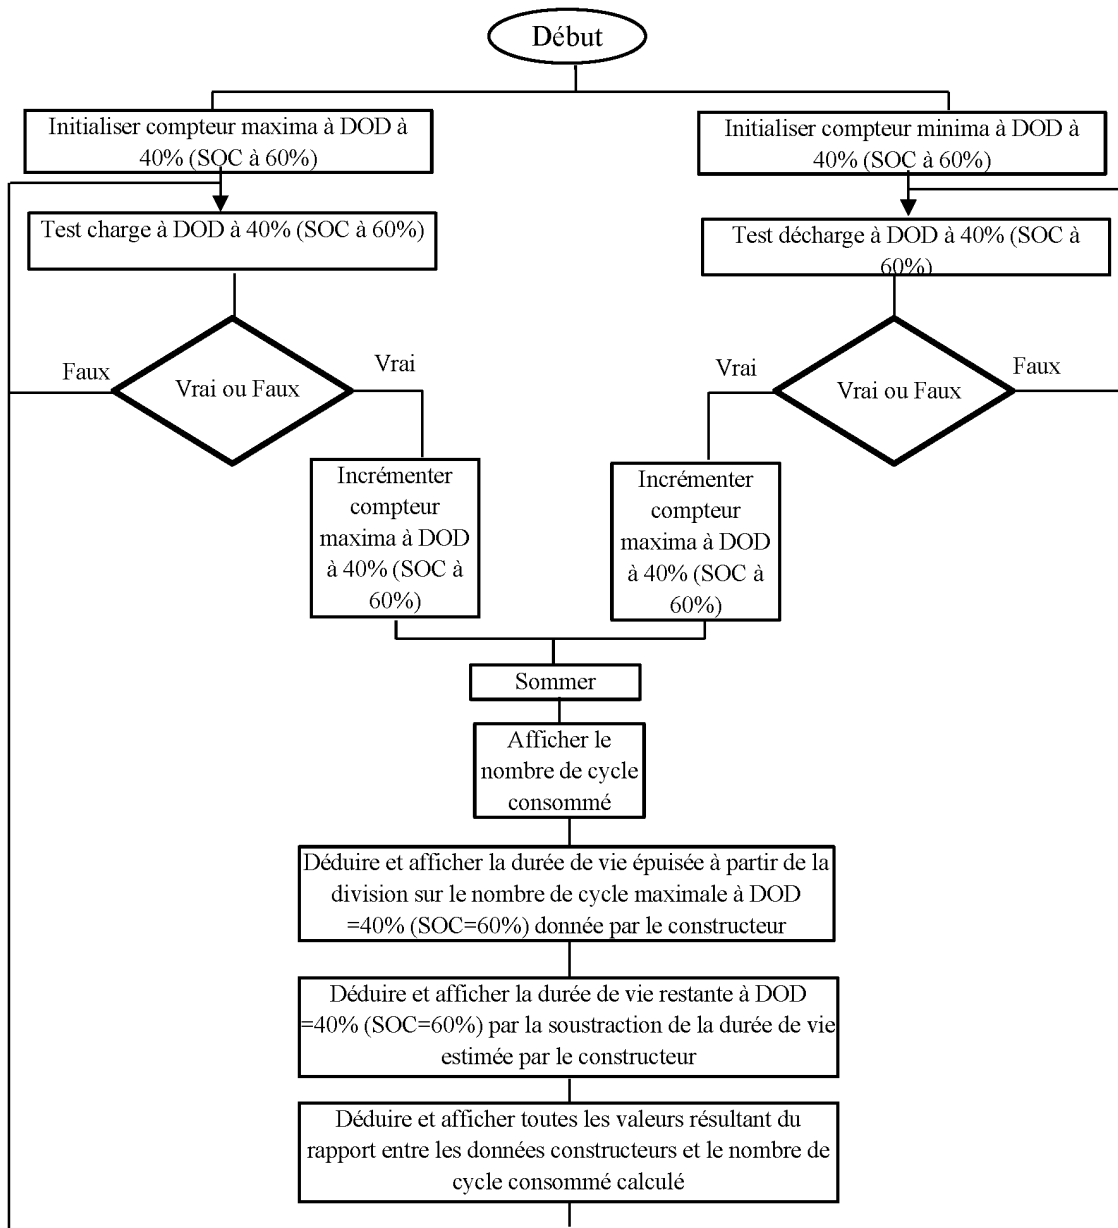 Début
Initialiser compteur maxima à DOD à
40% (SOC à 60%)
Initialiser compteur minima à DOD à
40% (SOC à 60%)
Test charge à DOD à 40% (SOC à 60%)
Test décharge à DOD à 40% (SOC à
60%)
Faux
Vrai ou Faux
Vrai
Vrai
Vrai ou Faux
Faux
Incrémenter
compteur
maxima à DOD
à 40% (SOC à
60%)
Incrémenter
compteur
maxima à DOD
à 40% (SOC à
60%)
Sommer
Afficher le
nombre de cycle
consommé
Déduire et afficher la durée de vie épuisée à partir de la
division sur le nombre de cycle maximale à DOD
=40% (SOC=60%) donnée par le constructeur
Déduire et afficher la durée de vie restante à DOD
=40% (SOC=60%) par la soustraction de la durée de vie
estimée par le constructeur
Déduire et afficher toutes les valeurs résultant du
rapport entre les données constructeurs et le nombre de
cycle consommé calculé